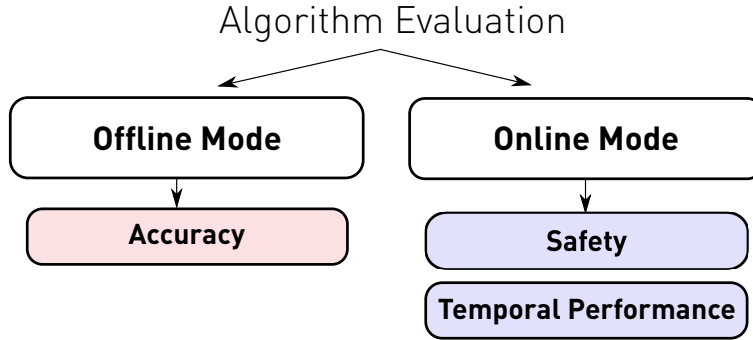 Algorithm Evaluation
Offline Mode
Online Mode
Accuracy
Safety
Temporal Performance